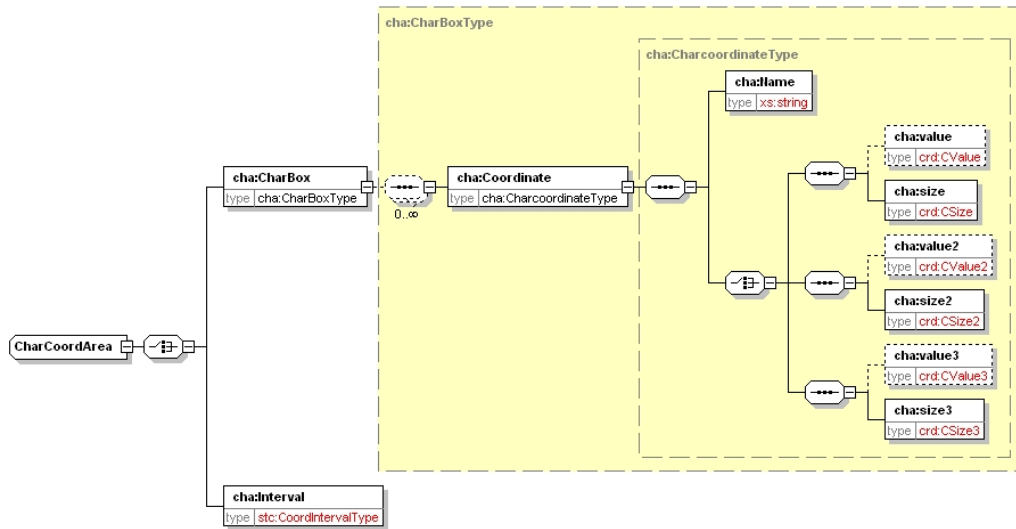 cha:CharBoxType
cha:CharcoordinateType
cha:Name
type xs:string
cha:value
type crd:CValue
cha:CharBox
type cha:CharBoxType
0..∞
cha:Coordinate
type cha:CharcoordinateType
cha:size
type crd:CSize
cha:value2
type crd:CValue2
cha:size2
type crd:CSize2
CharCoordArea
cha:value3
type crd:CValue3
cha:size3
type crd:CSize3
cha:Interval
type stc:CoordIntervalType